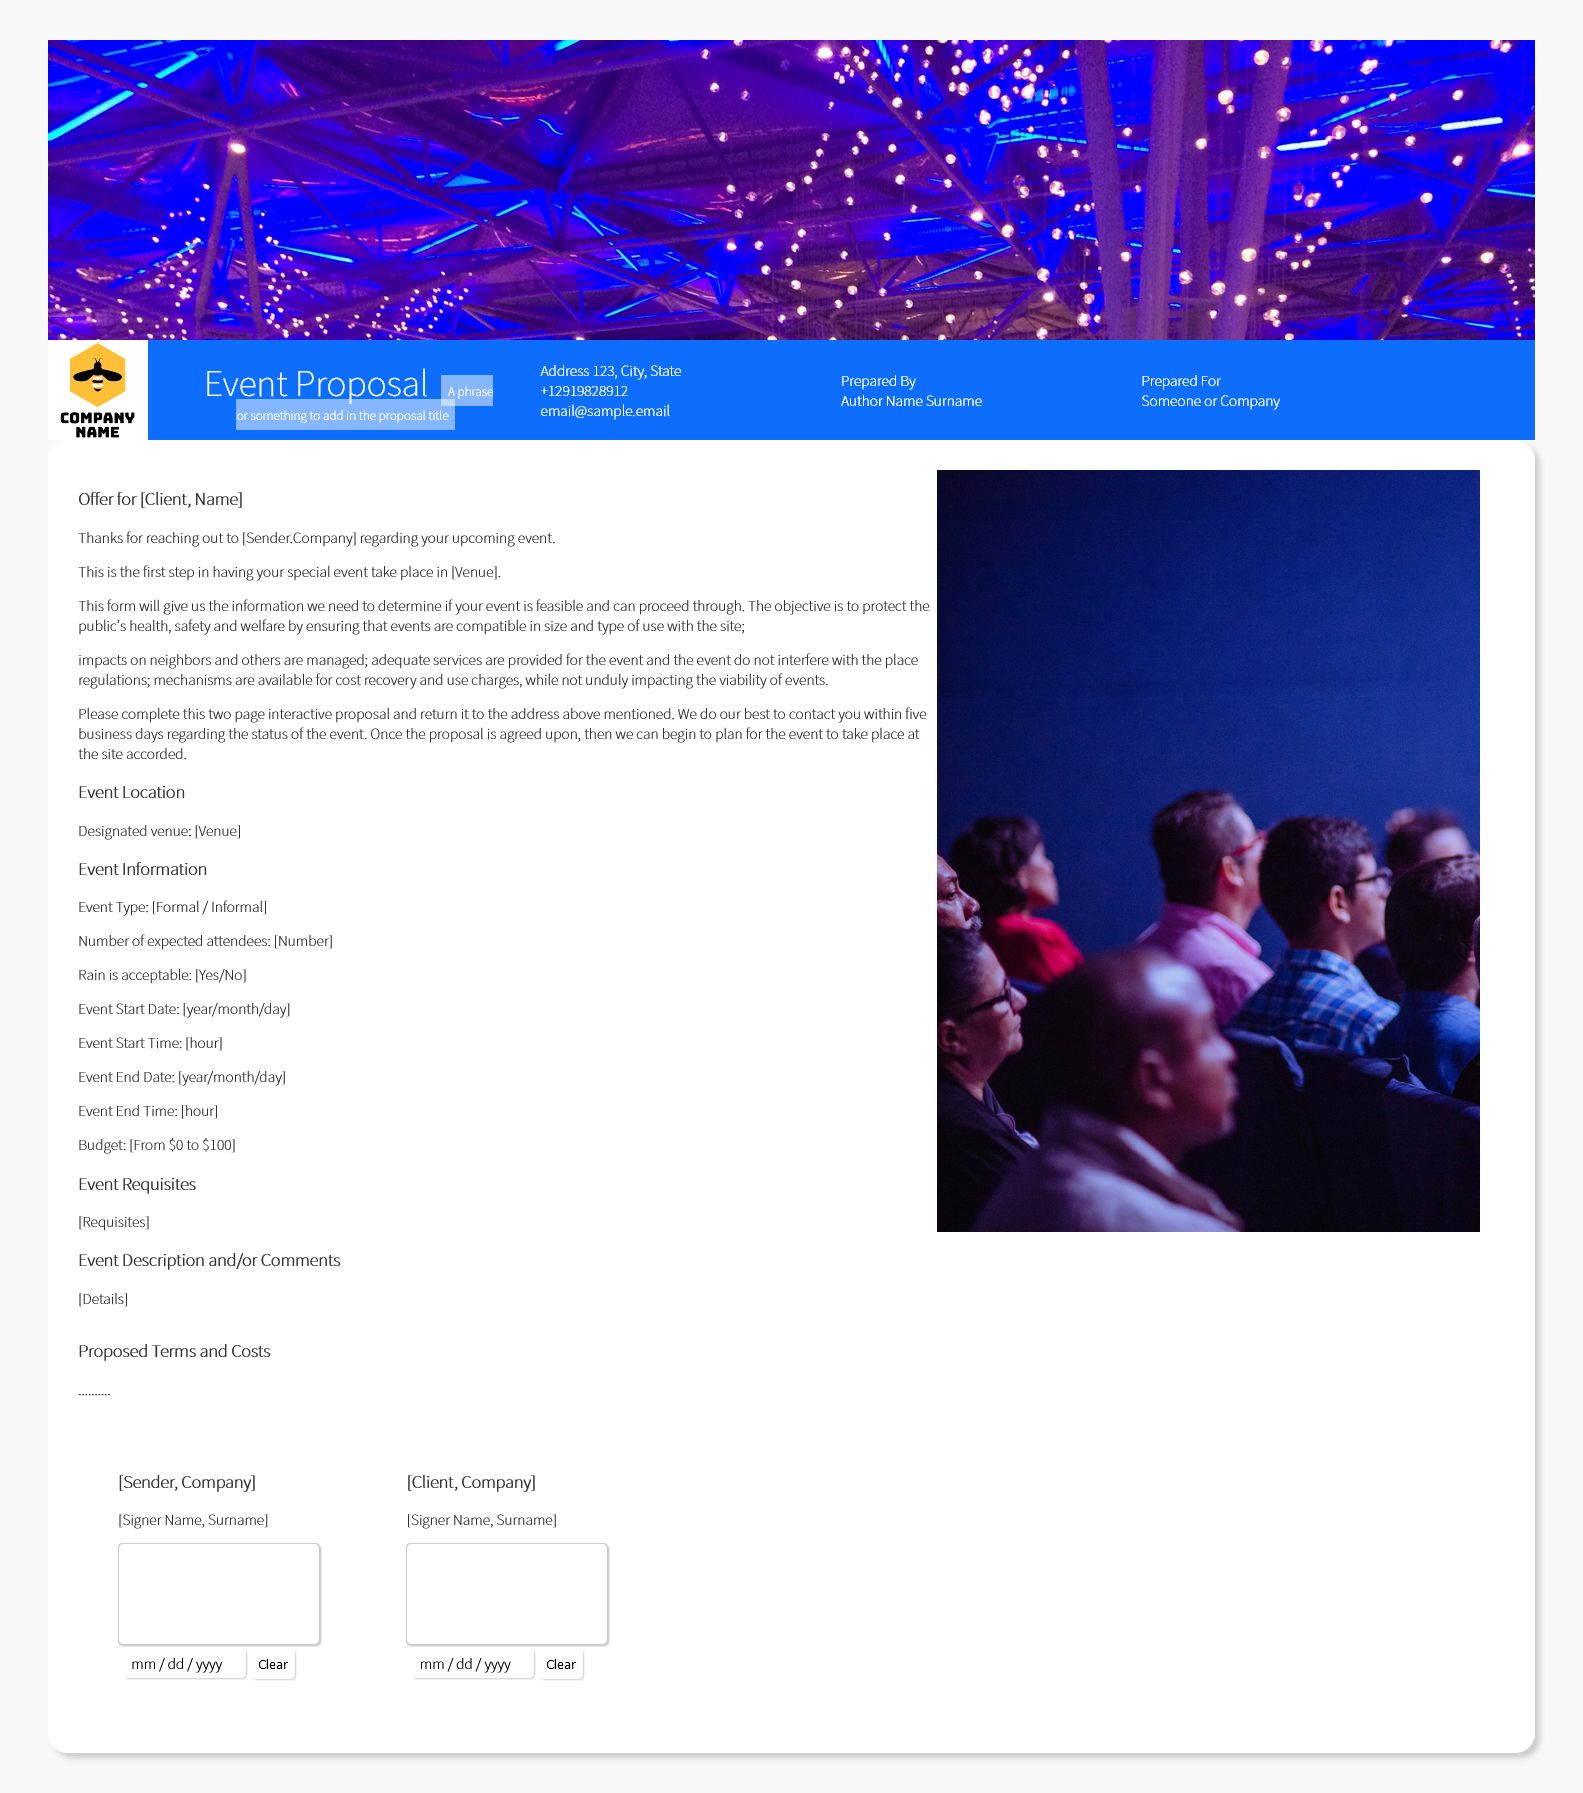 COMPANY
NAME
Event Proposal A phrase
or something to add in the proposal title
Address 123, City, State
+12919828912
email@sample.email
Prepared By
Author Name Surname
Prepared For
Someone or Company
Offer for [Client, Name]
Thanks for reaching out to [Sender.Company] regarding your upcoming event.
This is the first step in having your special event take place in [Venue].
This form will give us the information we need to determine if your event is feasible and can proceed through. The objective is to protect the
public’s health, safety and welfare by ensuring that events are compatible in size and type of use with the site;
impacts on neighbors and others are managed; adequate services are provided for the event and the event do not interfere with the place
regulations; mechanisms are available for cost recovery and use charges, while not unduly impacting the viability of events.
Please complete this two page interactive proposal and return it to the address above mentioned. We do our best to contact you within five
business days regarding the status of the event. Once the proposal is agreed upon, then we can begin to plan for the event to take place at
the site accorded.
Event Location
Designated venue: [Venue]
Event Information
Event Type: [Formal / Informal]
Number of expected attendees: [Number]
Rain is acceptable: [Yes/No]
Event Start Date: [year/month/day]
Event Start Time: [hour]
Event End Date: [year/month/day]
Event End Time: [hour]
Budget: [From $0 to $100]
Event Requisites
[Requisites]
Event Description and/or Comments
[Details]
Proposed Terms and Costs
..........
[Sender, Company]
[Signer Name, Surname]
mm / dd / yyyy Clear
[Client, Company]
[Signer Name, Surname]
mm / dd / yyyy Clear